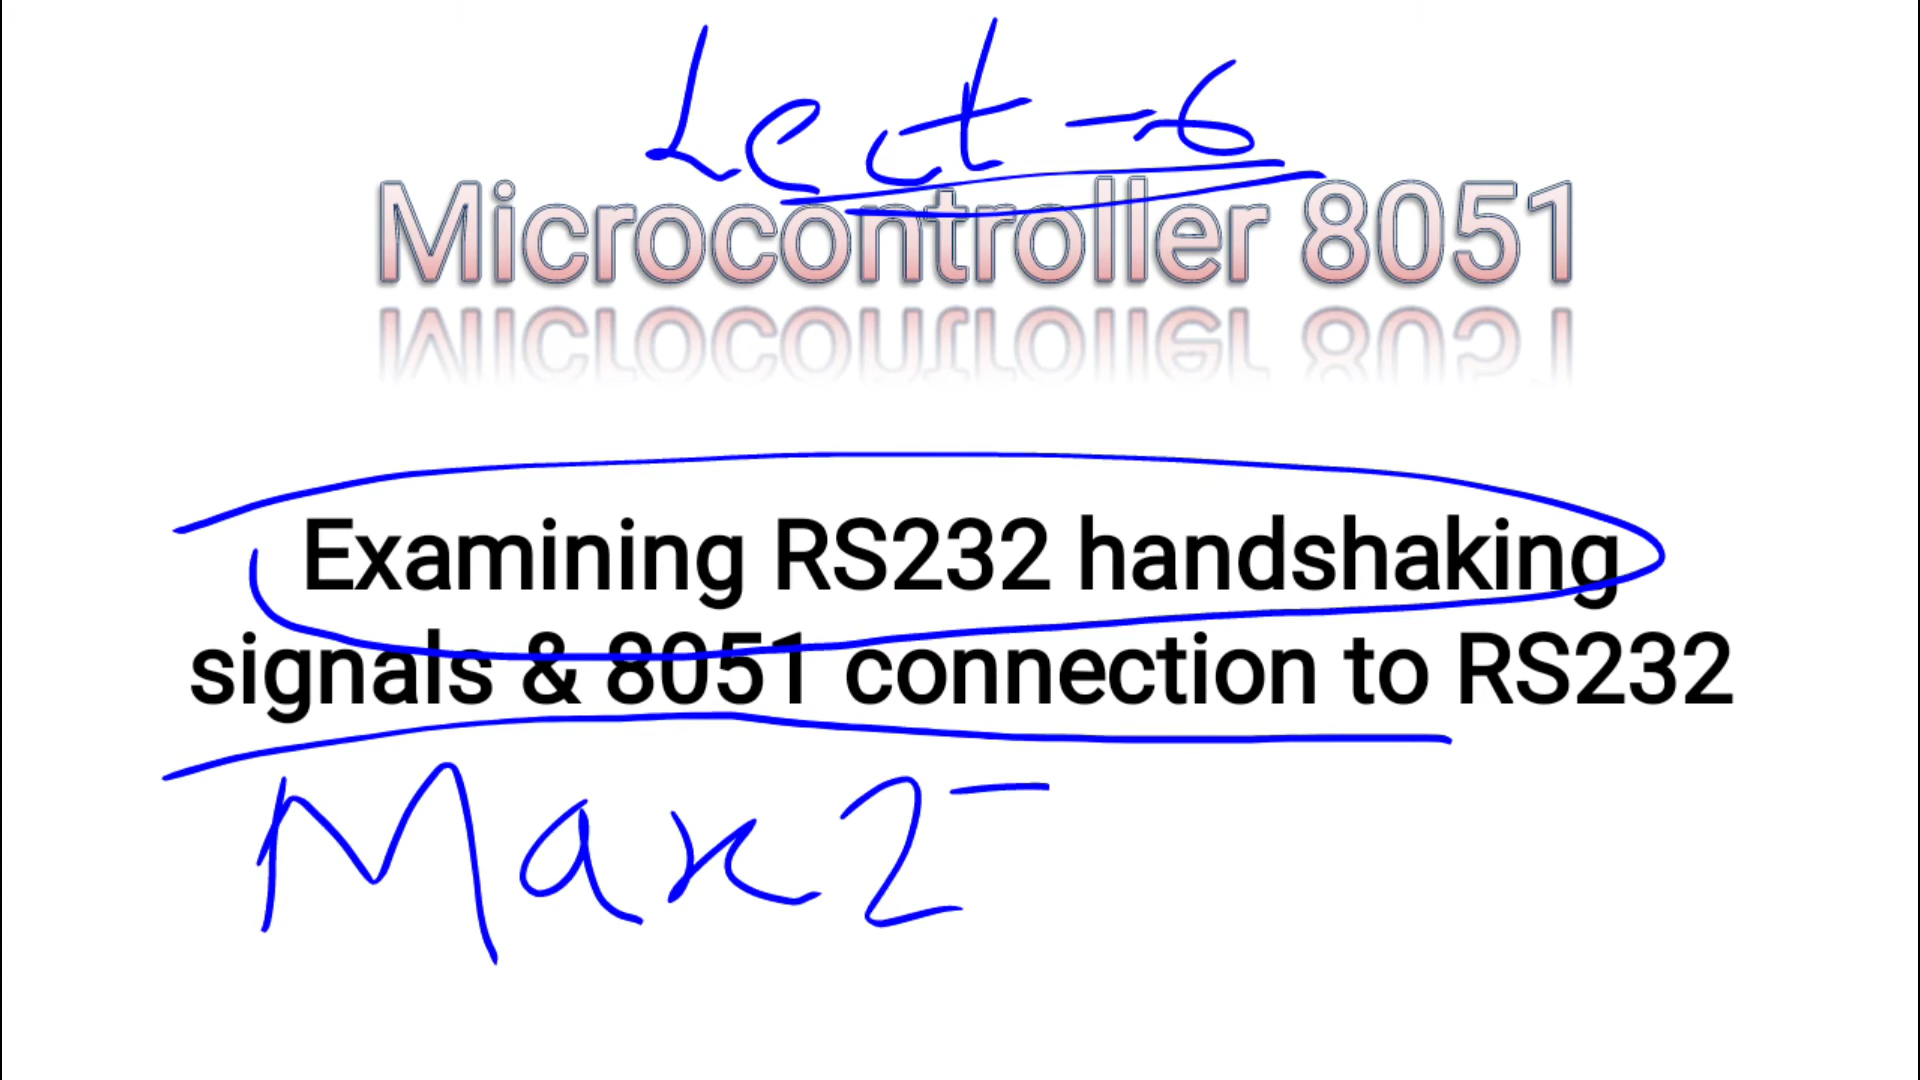 Lect-6
Microcontroller 8051
Examining RS232 handshaking
signals & 8051 connection to RS232
Max2